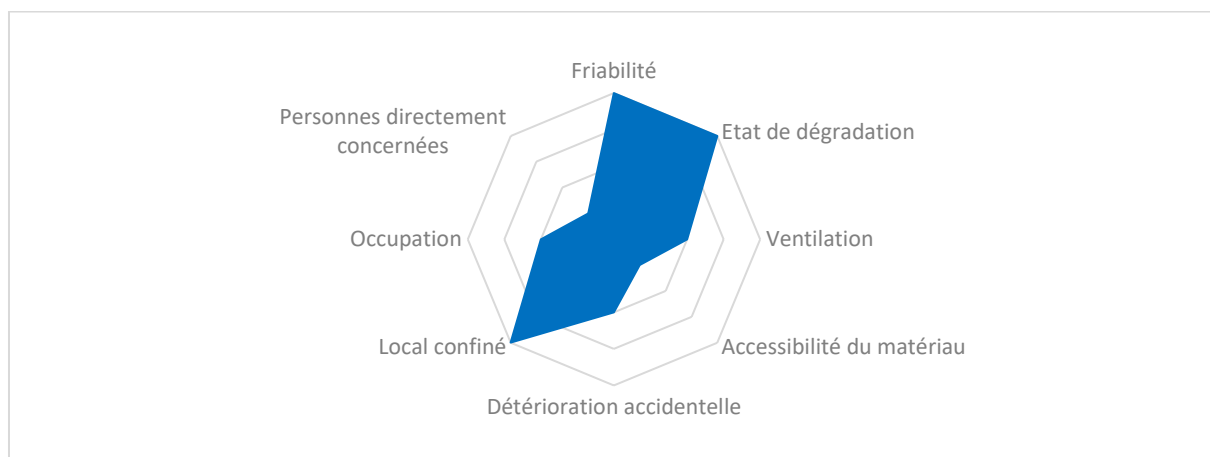 Friabilité
Personnes directement
concernées
Etat de dégradation
Occupation
Ventilation
Local confiné
Accessibilité du matériau
Détérioration accidentelle